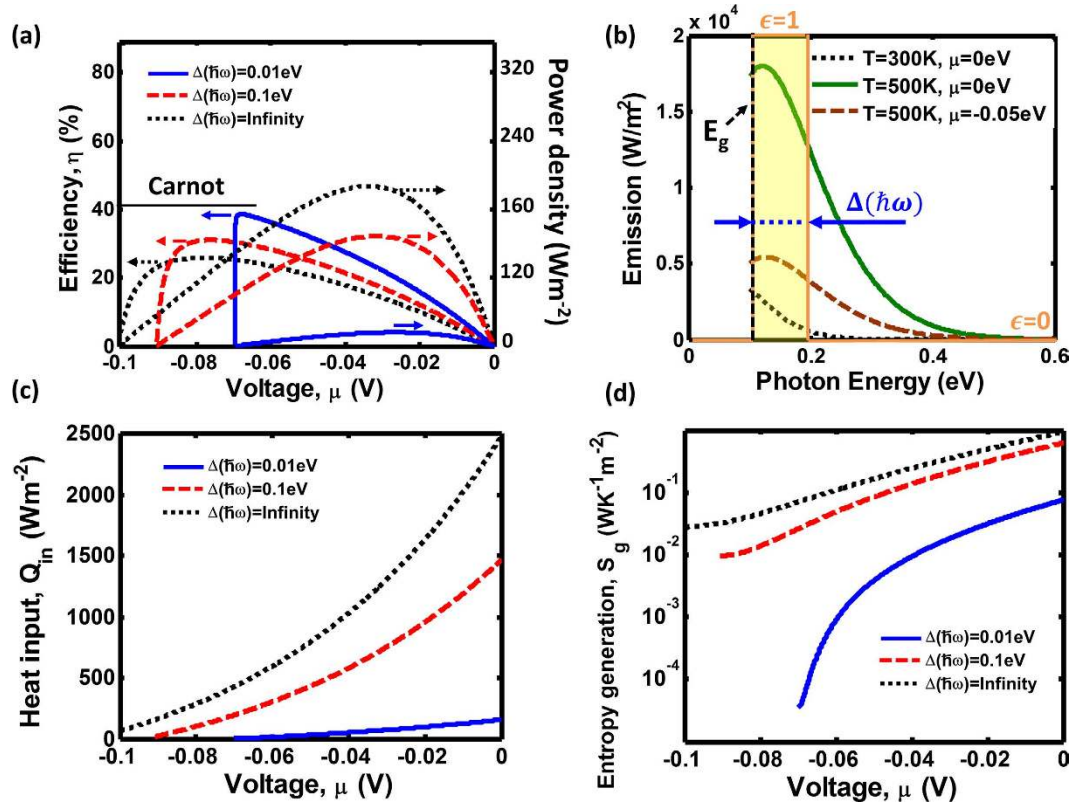 (a)
Efficiency, η (%)
80
60
40
20
0
Δ(ħω)=0.01eV
Δ(ħω)=0.1eV
Δ(ħω)=Infinity
Carnot
320
240
160
120
0
Power density (Wm⁻²)
-0.1 -0.08 -0.06 -0.04 -0.02 0
Voltage, μ (V)
(b)
x 10⁴
ϵ=1
Emission (W/m²)
2
1.5
1
0.5
0
T=300K, μ=0eV
T=500K, μ=0eV
T=500K, μ=-0.05eV
E_g
Δ(ħω)
ϵ=0
0 0.2 0.4 0.6
Photon Energy (eV)
(c)
Heat input, Q_in (Wm⁻²)
2500
2000
1500
1000
500
0
Δ(ħω)=0.01eV
Δ(ħω)=0.1eV
Δ(ħω)=Infinity
-0.1 -0.08 -0.06 -0.04 -0.02 0
Voltage, μ (V)
(d)
Entropy generation, S_g (WK⁻¹m⁻²)
10⁻¹
10⁻²
10⁻³
10⁻⁴
Δ(ħω)=0.01eV
Δ(ħω)=0.1eV
Δ(ħω)=Infinity
-0.1 -0.08 -0.06 -0.04 -0.02 0
Voltage, μ (V)